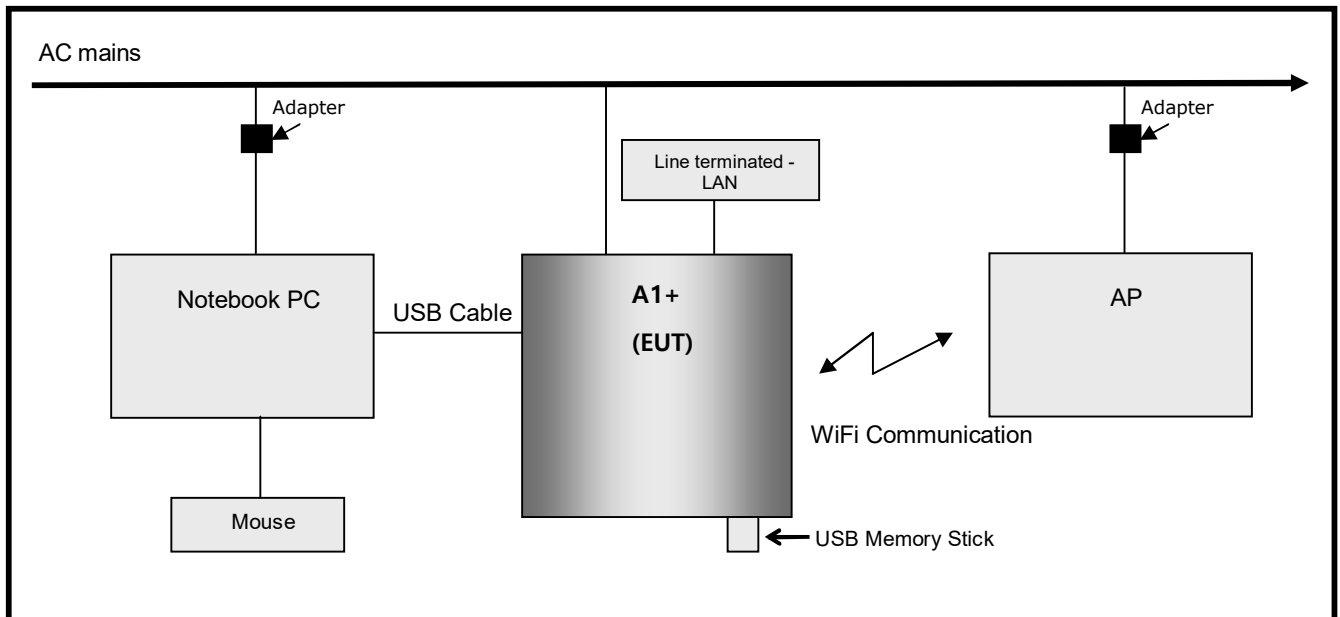 AC mains
Adapter
Adapter
Line terminated -
LAN
Notebook PC
USB Cable
A1+
(EUT)
AP
WiFi Communication
Mouse
USB Memory Stick